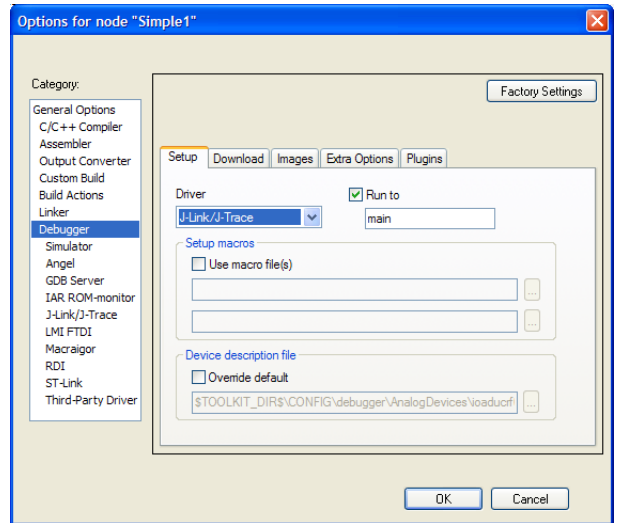 Options for node "Simple1"
Category:
Factory Settings
General Options
C/C++ Compiler
Assembler
Output Converter
Custom Build
Build Actions
Linker
Debugger
Simulator
Angel
GDB Server
IAR ROM-monitor
J-Link/J-Trace
LMI FTDI
Macraigor
RDI
ST-Link
Third-Party Driver
Setup Download Images Extra Options Plugins
Driver
Run to
J-Link/J-Trace
main
Setup macros
Use macro file(s)
...
...
Device description file
Override default
$TOOLKIT_DIR$\CONFIG\debugger\AnalogDevices\ioaducrf
...
OK Cancel